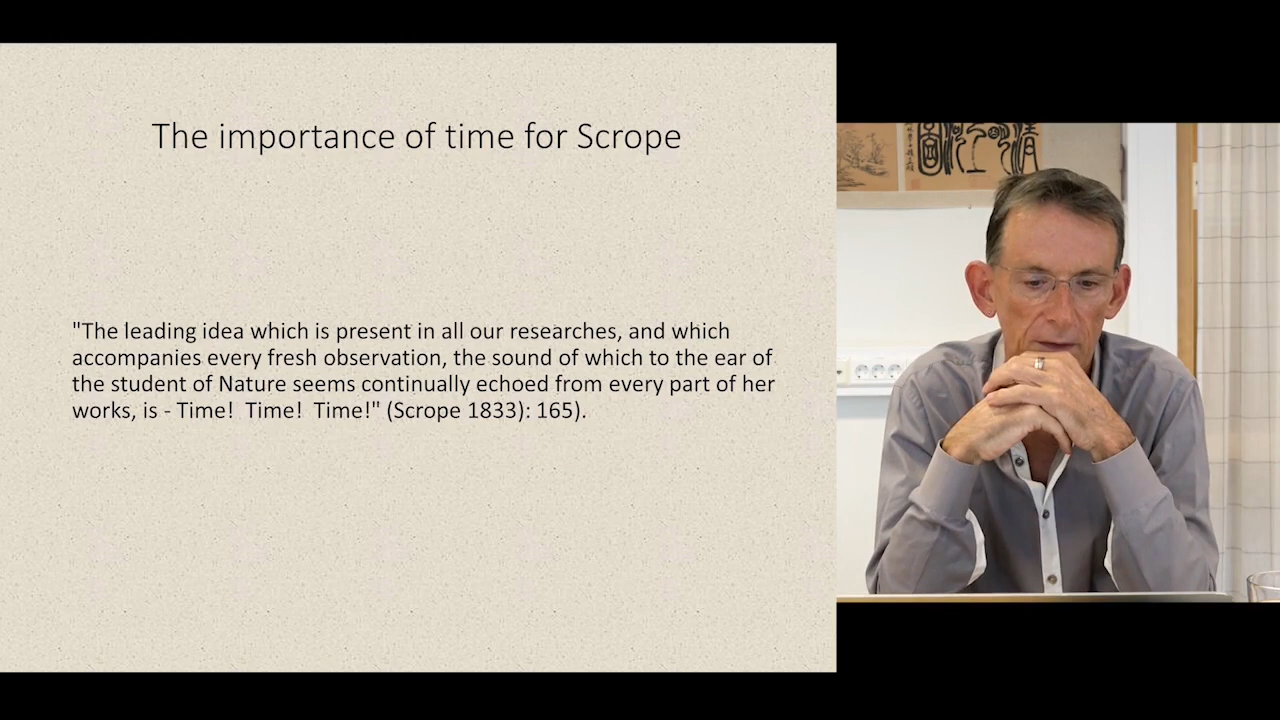 The importance of time for Scrope
"The leading idea which is present in all our researches, and which
accompanies every fresh observation, the sound of which to the ear of
the student of Nature seems continually echoed from every part of her
works, is - Time!  Time!  Time!" (Scrope 1833): 165).